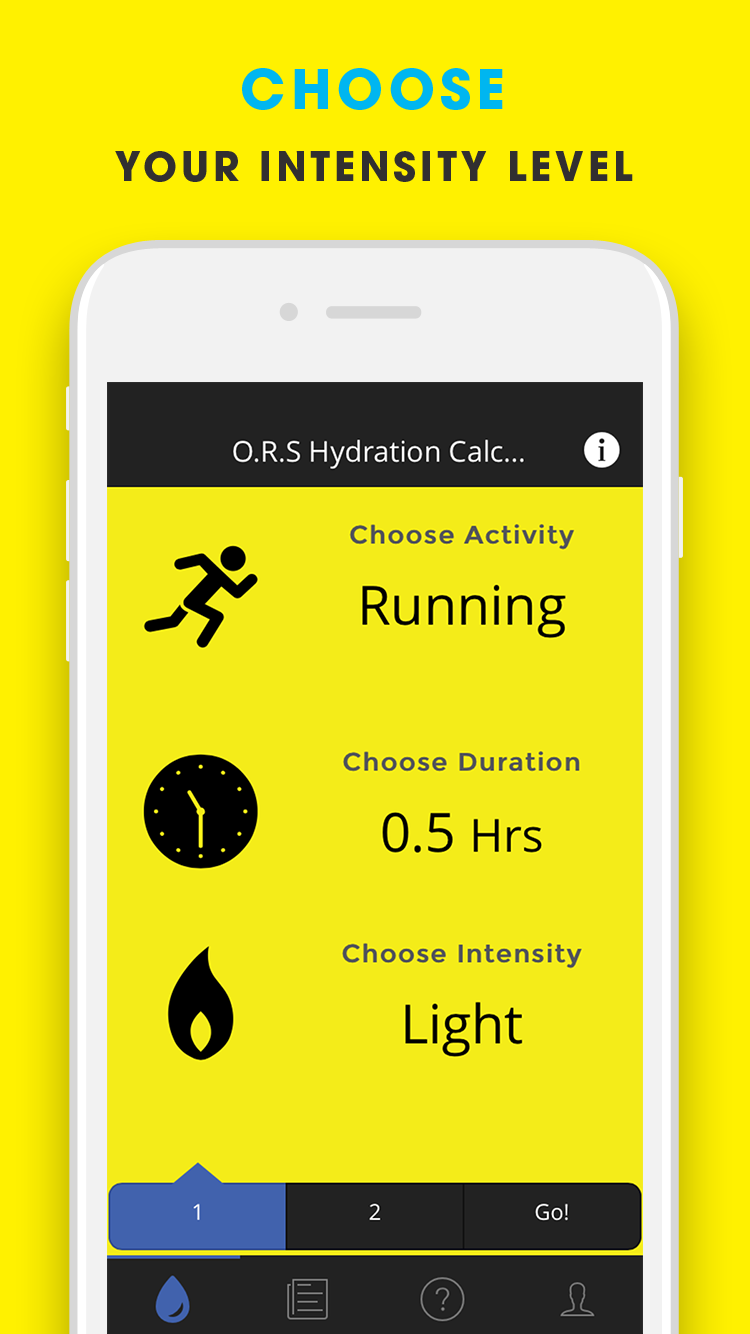 CHOOSE
YOUR INTENSITY LEVEL
O.R.S Hydration Calc...
i
Choose Activity
Running
Choose Duration
0.5 Hrs
Choose Intensity
Light
1 2 Go!
?